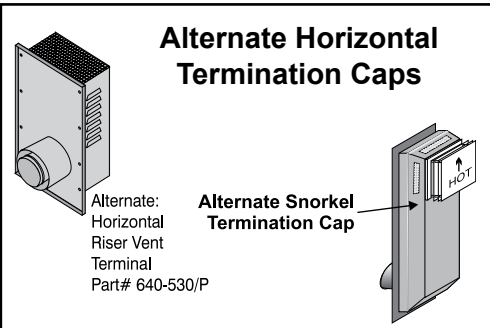 Alternate Horizontal
Termination Caps
Alternate:
Horizontal
Riser Vent
Terminal
Part# 640-530/P
Alternate Snorkel
Termination Cap
HOT